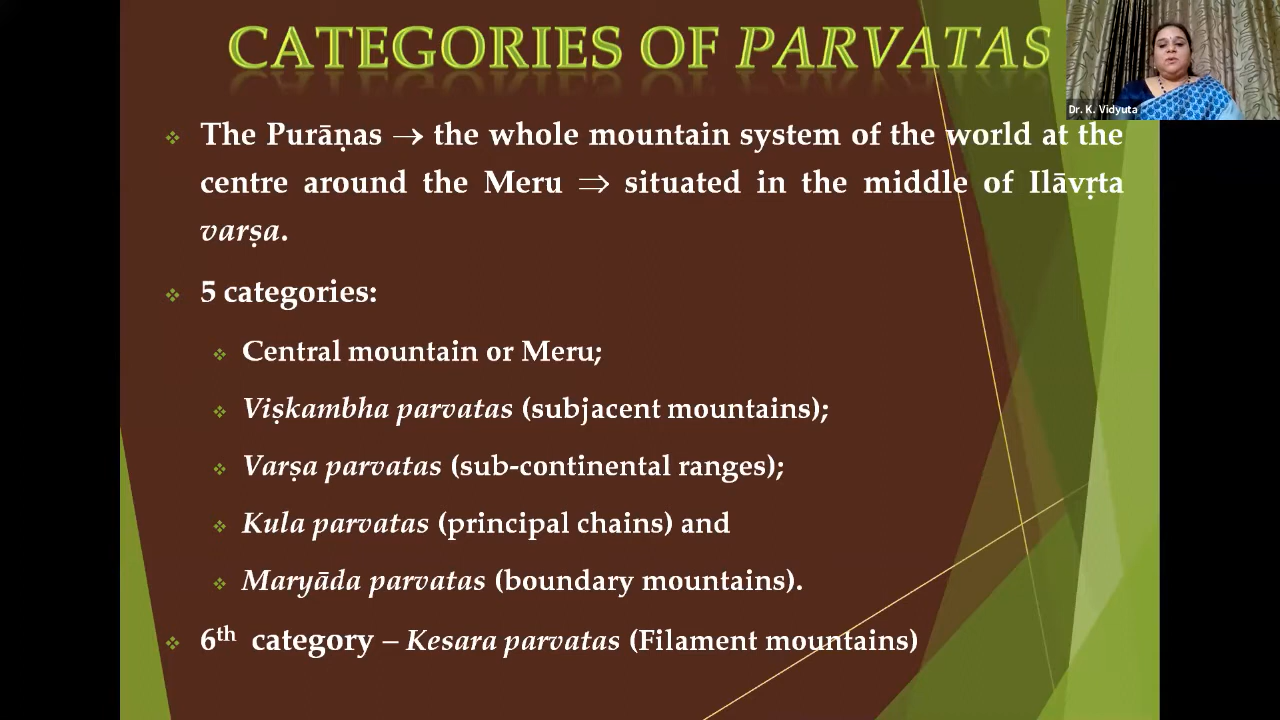 CATEGORIES OF PARVATAS
Dr. K. Vidyuta
The Purāṇas → the whole mountain system of the world at the
centre around the Meru ⇒ situated in the middle of Ilāvṛta
varṣa.
5 categories:
Central mountain or Meru;
Viṣkambha parvatas (subjacent mountains);
Varṣa parvatas (sub-continental ranges);
Kula parvatas (principal chains) and
Maryāda parvatas (boundary mountains).
6th category – Kesara parvatas (Filament mountains)